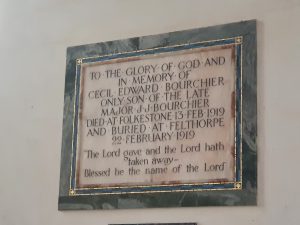 TO THE GLORY OF GOD AND
IN MEMORY OF
CECIL EDWARD BOURCHIER
ONLY SON OF THE LATE
MAJOR J·J·BOURCHIER
DIED AT FOLKESTONE 13 FEB 1919
AND BURIED AT FELTHORPE
22 FEBRUARY 1919
"The Lord gave and the Lord hath
taken away–
Blessed be the name of the Lord"